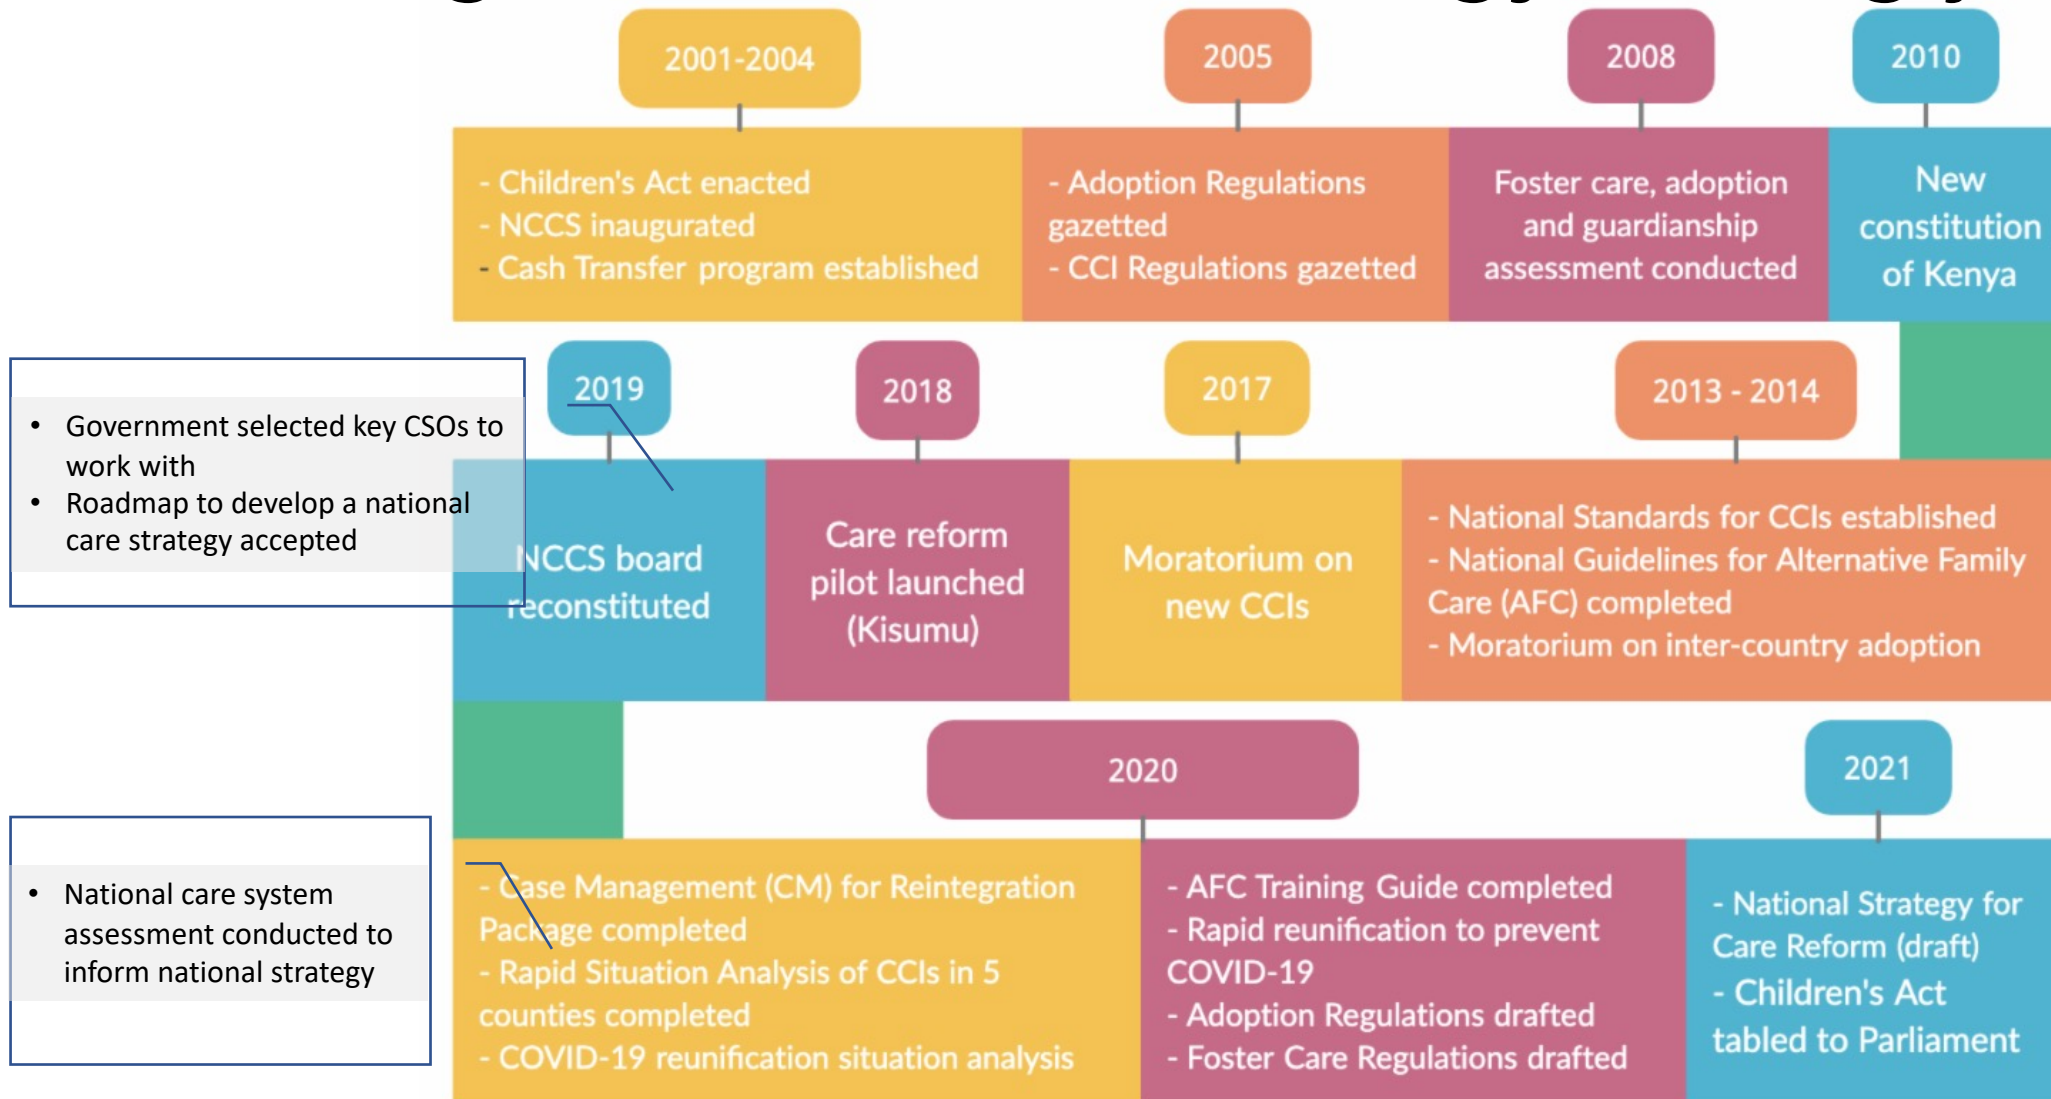 2001-2004
2005
2008
2010
- Children's Act enacted
- NCCS inaugurated
- Cash Transfer program established
- Adoption Regulations
gazetted
- CCI Regulations gazetted
Foster care, adoption
and guardianship
assessment conducted
New
constitution
of Kenya
2019
2018
2017
2013 - 2014
• Government selected key CSOs to
work with
• Roadmap to develop a national
care strategy accepted
NCCS board
reconstituted
Care reform
pilot launched
(Kisumu)
Moratorium on
new CCIs
- National Standards for CCIs established
- National Guidelines for Alternative Family
Care (AFC) completed
- Moratorium on inter-country adoption
2020
2021
• National care system
assessment conducted to
inform national strategy
- Case Management (CM) for Reintegration
Package completed
- Rapid Situation Analysis of CCIs in 5
counties completed
- COVID-19 reunification situation analysis
- AFC Training Guide completed
- Rapid reunification to prevent
COVID-19
- Adoption Regulations drafted
- Foster Care Regulations drafted
- National Strategy for
Care Reform (draft)
- Children's Act
tabled to Parliament